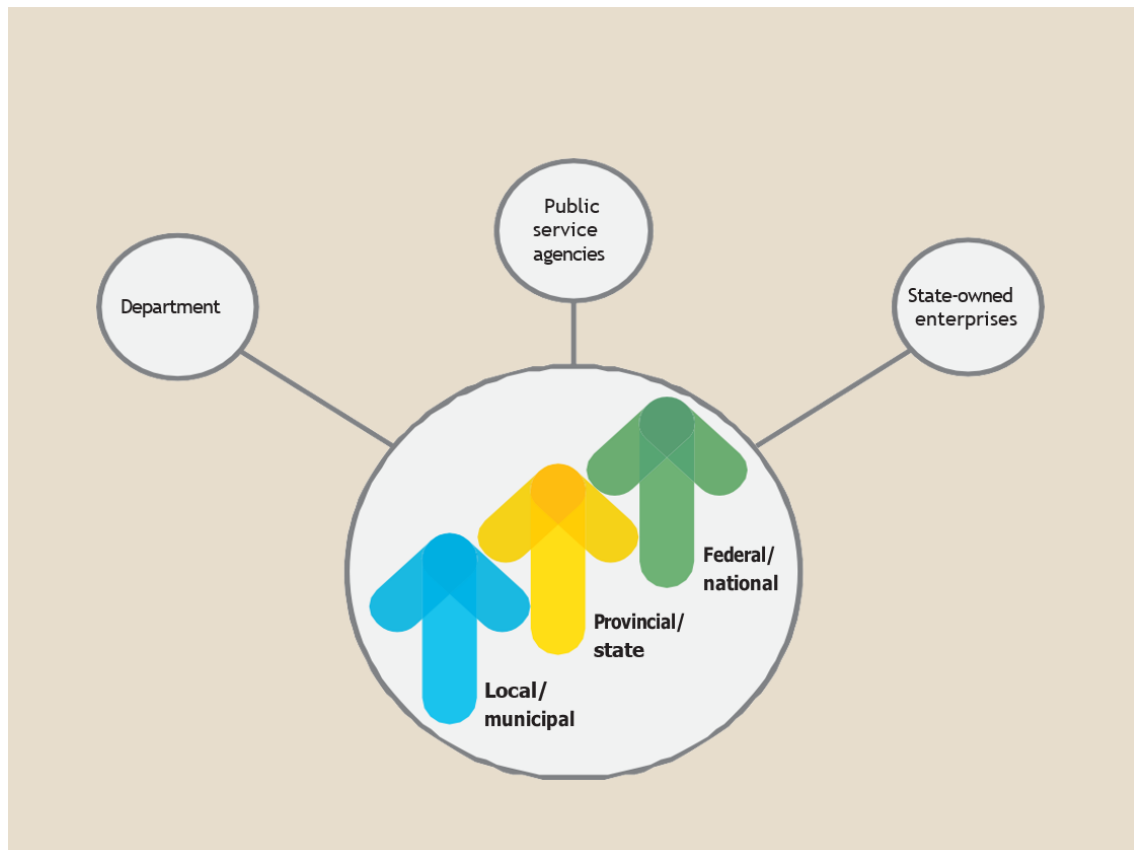 Public
service
agencies
Department
State-owned
enterprises
Federal/
national
Provincial/
state
Local/
municipal